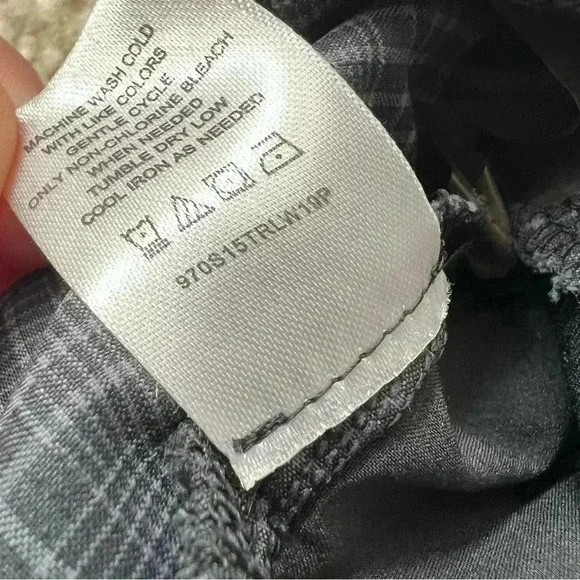 MACHINE WASH COLD
WITH LIKE COLORS
GENTLE CYCLE
ONLY NON-CHLORINE BLEACH
WHEN NEEDED
TUMBLE DRY LOW
COOL IRON AS NEEDED
970S15TRLW19P